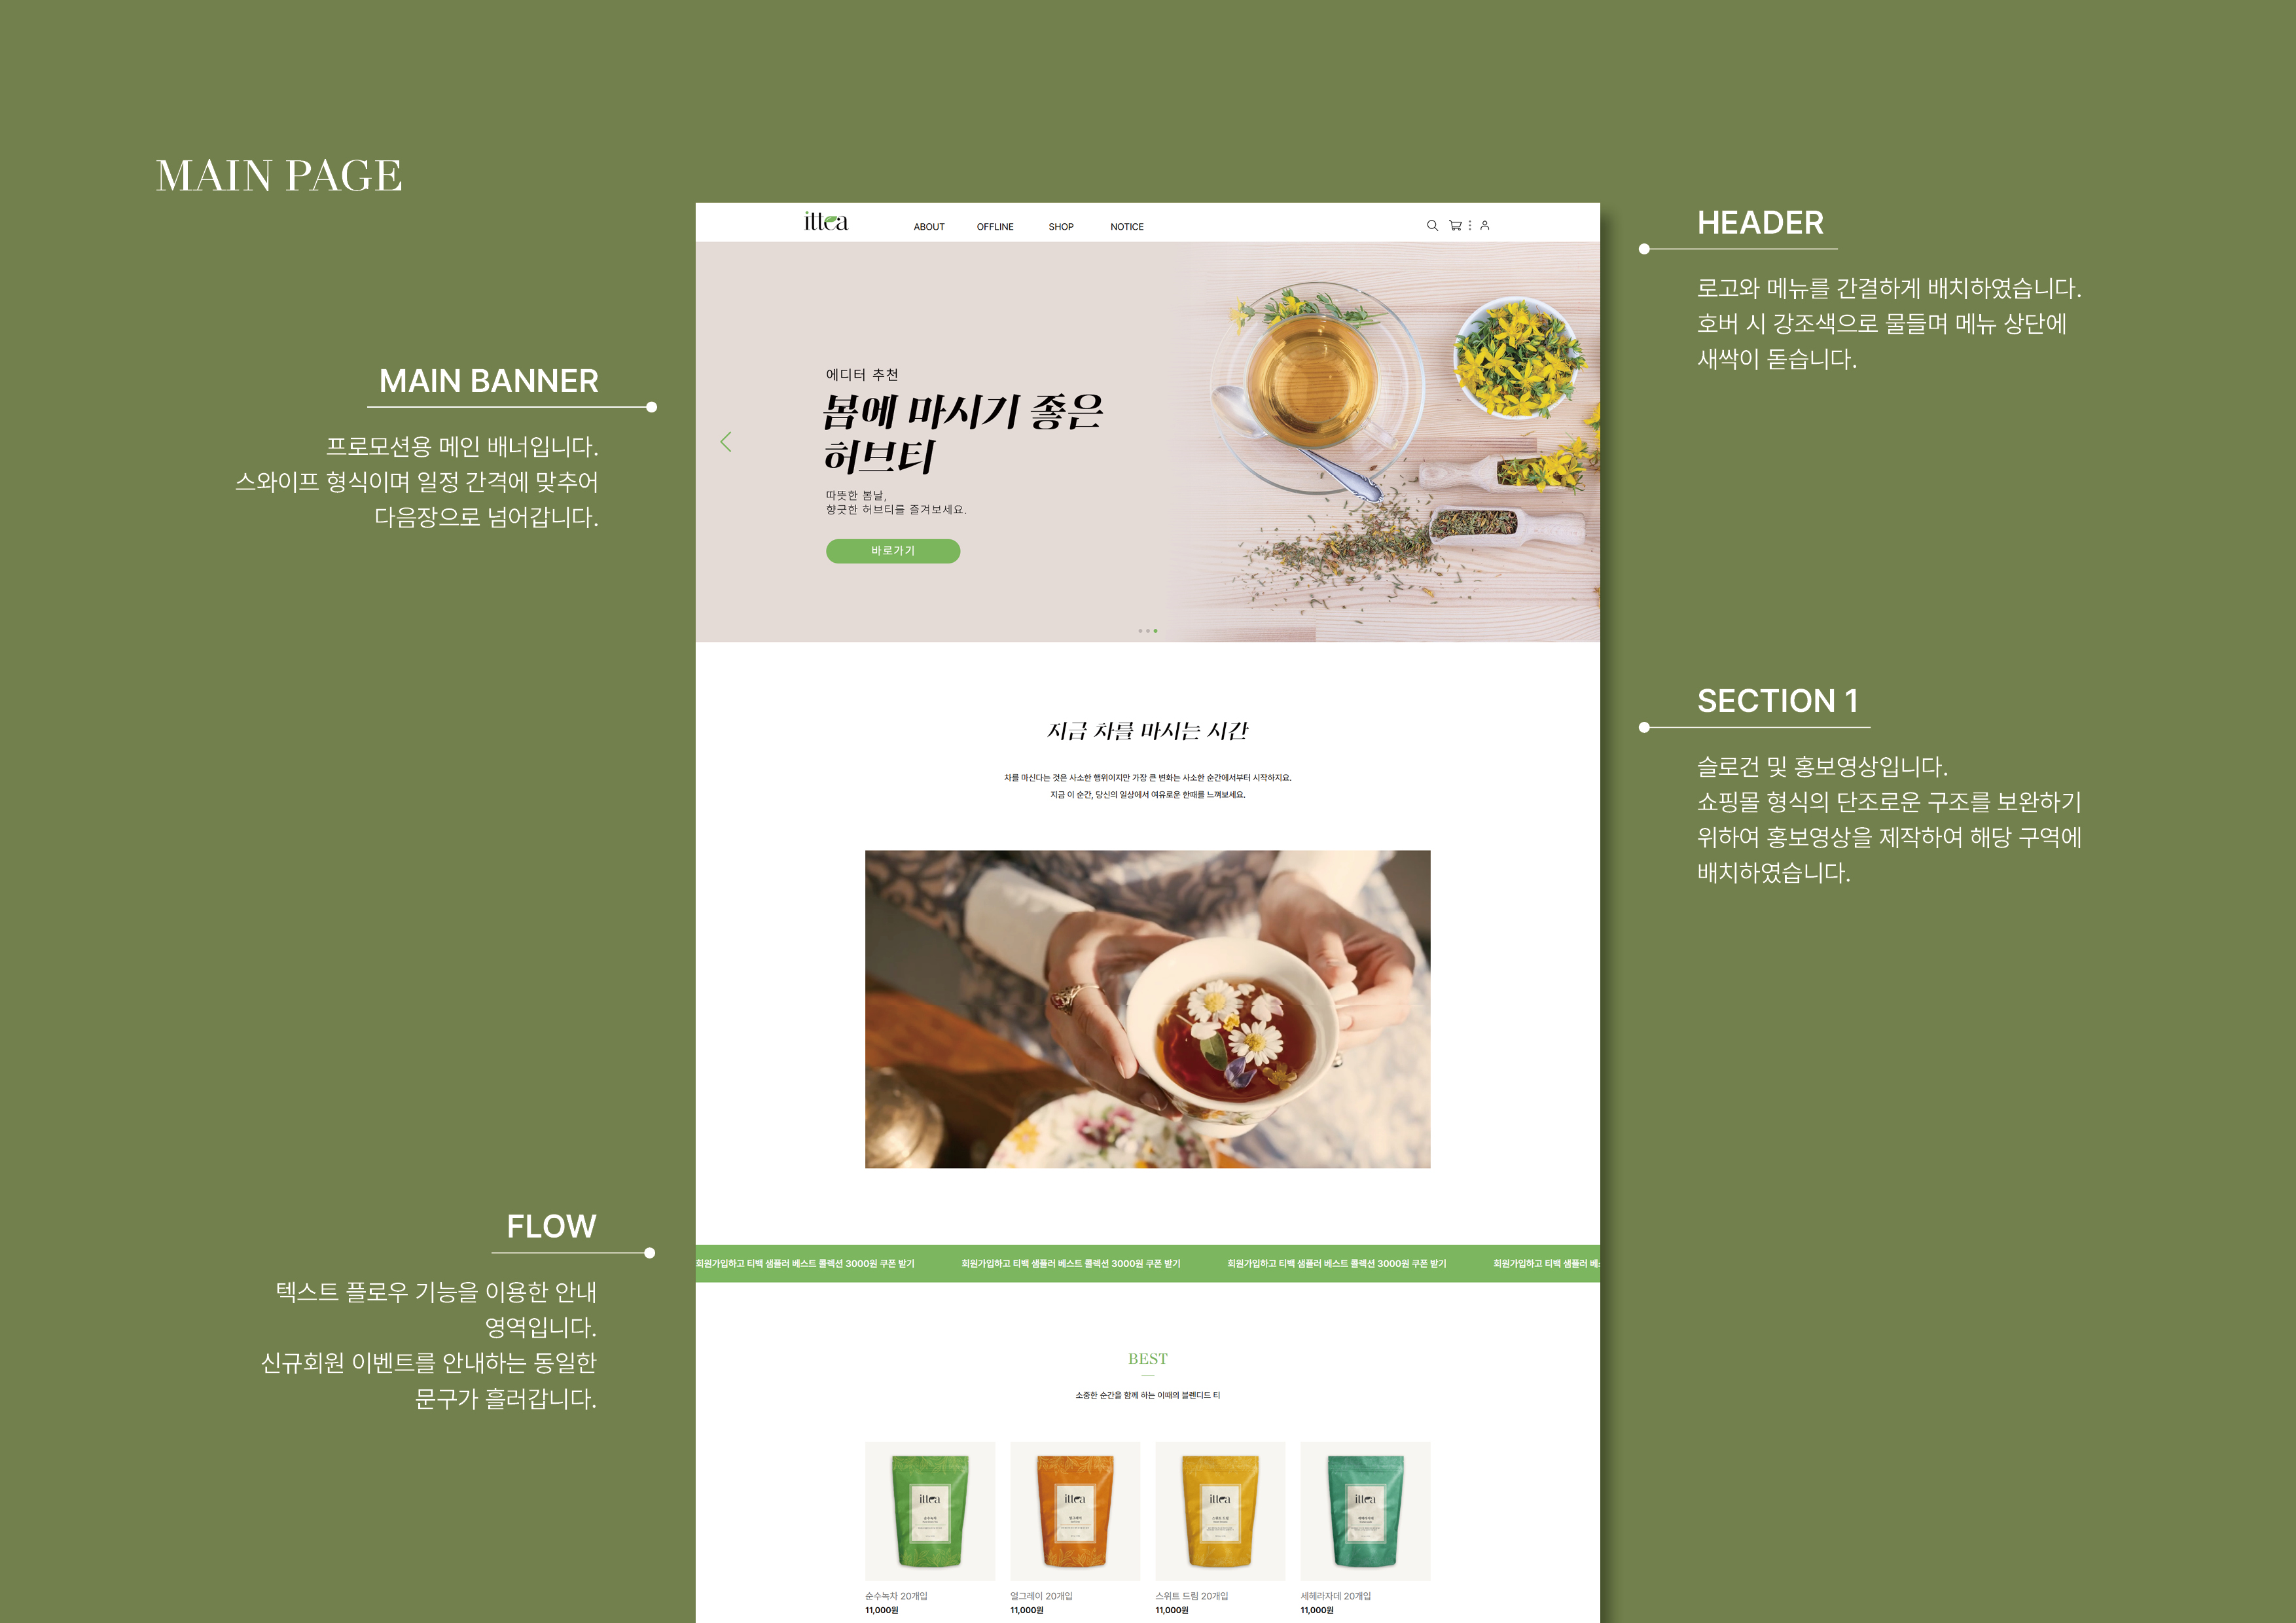 MAIN PAGE
MAIN BANNER
프로모션용 메인 배너입니다.
스와이프 형식이며 일정 간격에 맞추어
다음장으로 넘어갑니다.
FLOW
텍스트 플로우 기능을 이용한 안내
영역입니다.
신규회원 이벤트를 안내하는 동일한
문구가 흘러갑니다.
ittea
ABOUT OFFLINE SHOP NOTICE
에디터 추천
봄에 마시기 좋은
허브티
따뜻한 봄날,
향긋한 허브티를 즐겨보세요.
바로가기
지금 차를 마시는 시간
차를 마신다는 것은 사소한 행위이지만 가장 큰 변화는 사소한 순간에서부터 시작하지요.
지금 이 순간, 당신의 일상에서 여유로운 한때를 느껴보세요.
회원가입하고 티백 샘플러 베스트 콜렉션 3000원 쿠폰 받기 회원가입하고 티백 샘플러 베스트 콜렉션 3000원 쿠폰 받기 회원가입하고 티백 샘플러 베스트 콜렉션 3000원 쿠폰 받기 회원가입하고 티백 샘플러
BEST
소중한 순간을 함께 하는 이때의 블렌디드 티
ittea
순수녹차
ittea
얼그레이
ittea
스위트 드림
ittea
세헤라자데
순수녹차 20개입
11,000원
얼그레이 20개입
11,000원
스위트 드림 20개입
11,000원
세헤라자데 20개입
11,000원
HEADER
로고와 메뉴를 간결하게 배치하였습니다.
호버 시 강조색으로 물들며 메뉴 상단에
새싹이 돋습니다.
SECTION 1
슬로건 및 홍보영상입니다.
쇼핑몰 형식의 단조로운 구조를 보완하기
위하여 홍보영상을 제작하여 해당 구역에
배치하였습니다.